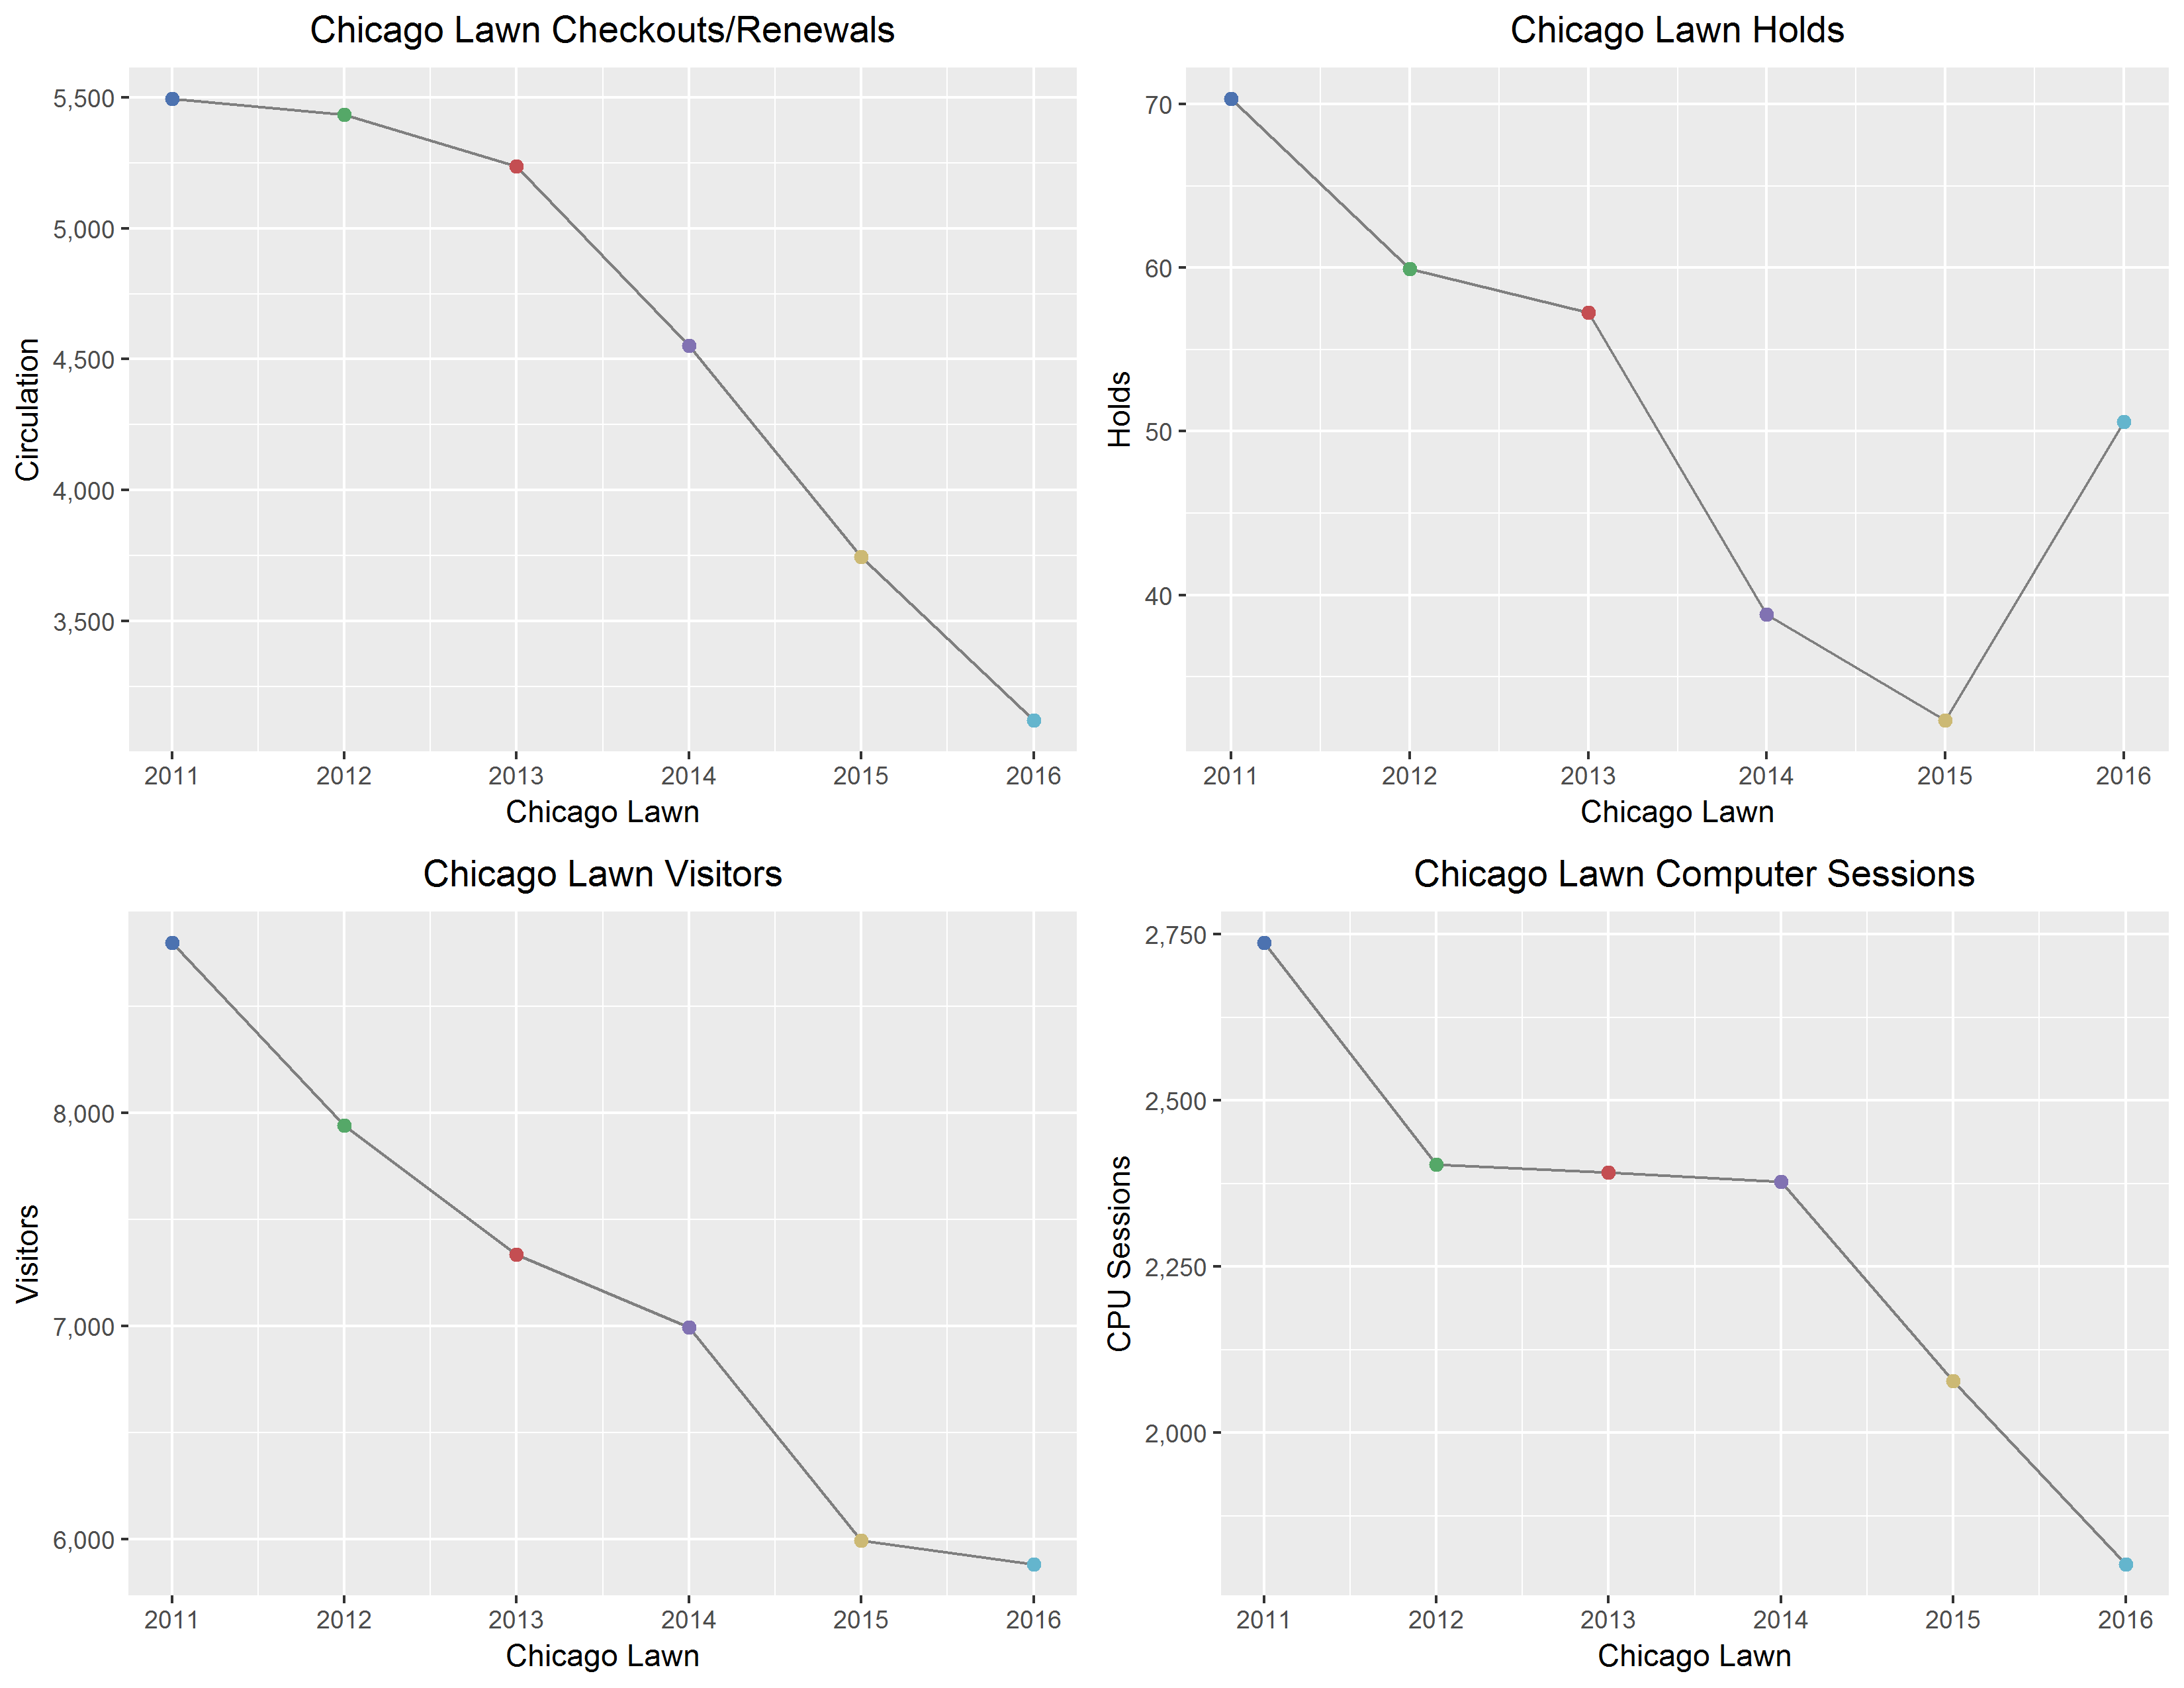 Chicago Lawn Checkouts/Renewals
Circulation
5,500
5,000
4,500
4,000
3,500
2011 2012 2013 2014 2015 2016
Chicago Lawn
Chicago Lawn Holds
Holds
70
60
50
40
2011 2012 2013 2014 2015 2016
Chicago Lawn
Chicago Lawn Visitors
Visitors
8,000
7,000
6,000
2011 2012 2013 2014 2015 2016
Chicago Lawn
Chicago Lawn Computer Sessions
CPU Sessions
2,750
2,500
2,250
2,000
2011 2012 2013 2014 2015 2016
Chicago Lawn